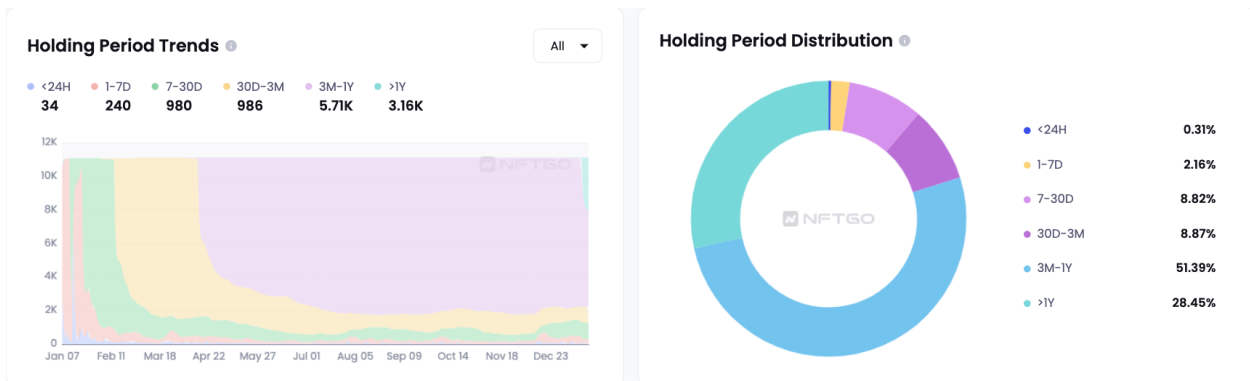 Holding Period Trends
All
<24H 1-7D 7-30D 30D-3M 3M-1Y >1Y
34 240 980 986 5.71K 3.16K
12K
10K
8K
6K
4K
2K
0
Jan 07 Feb 11 Mar 18 Apr 22 May 27 Jul 01 Aug 05 Sep 09 Oct 14 Nov 18 Dec 23
NFTGO
Holding Period Distribution
NFTGO
<24H 0.31%
1-7D 2.16%
7-30D 8.82%
30D-3M 8.87%
3M-1Y 51.39%
>1Y 28.45%